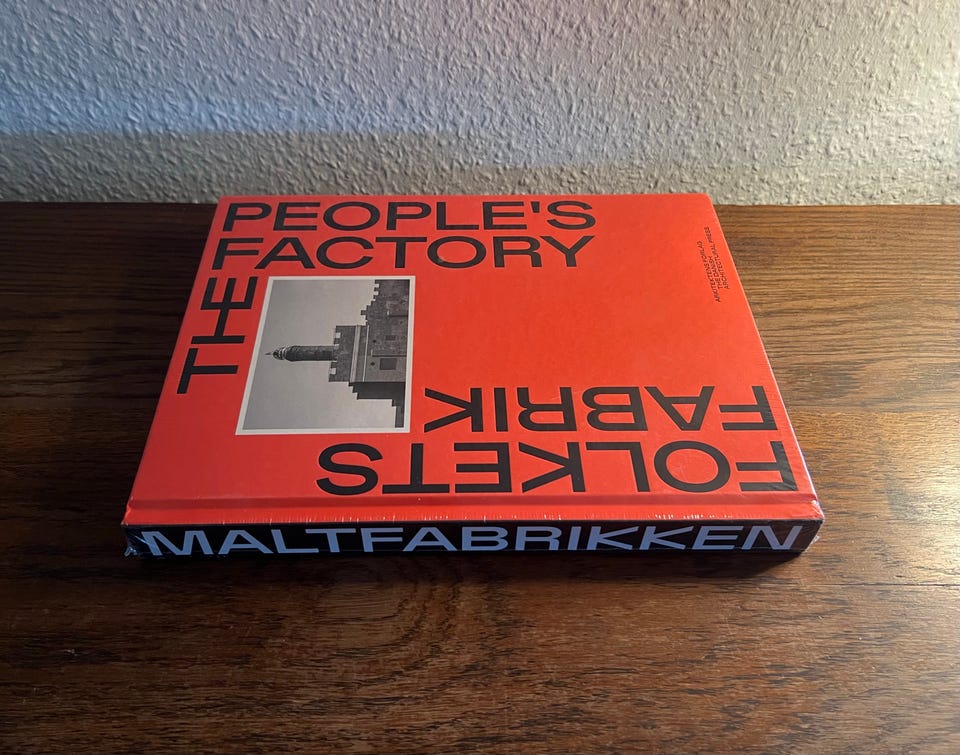 THE
PEOPLE'S
FACTORY
FOLKETS
FABRIK
ARKITEKTENS FORLAG
THE DANISH
ARCHITECTURAL PRESS
MALTFABRIKKEN